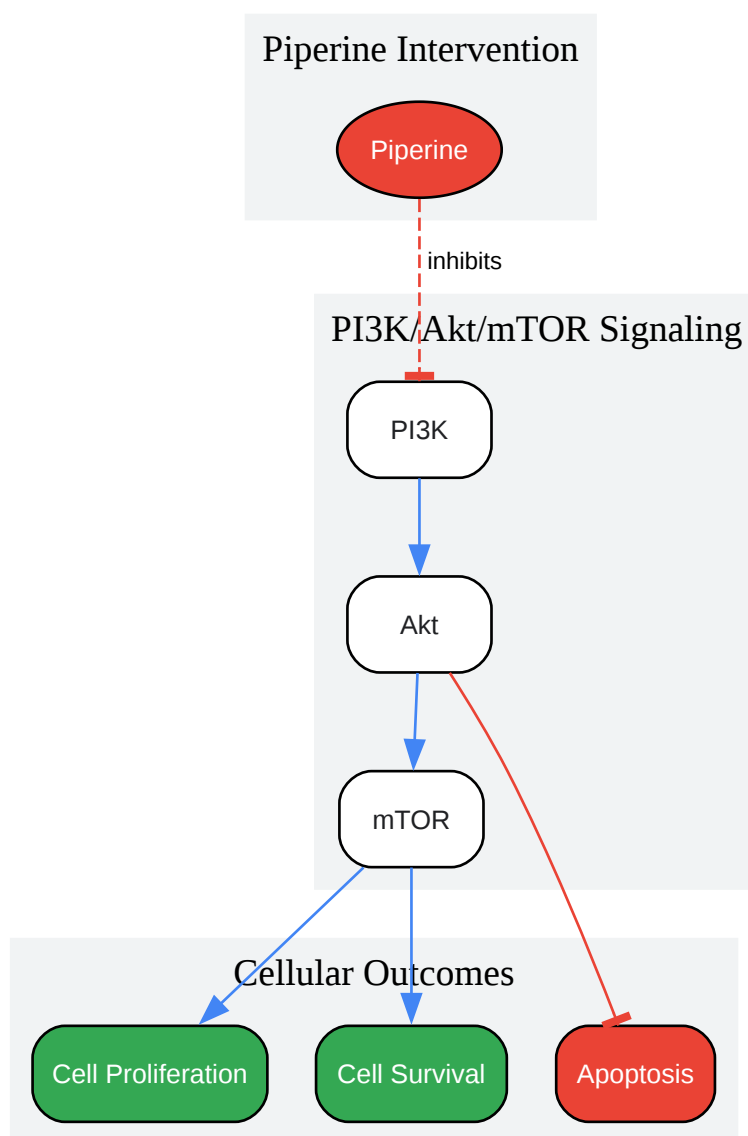 Piperine Intervention
Piperine
inhibits
PI3K/Akt/mTOR Signaling
PI3K
Akt
mTOR
Cellular Outcomes
Cell Proliferation
Cell Survival
Apoptosis